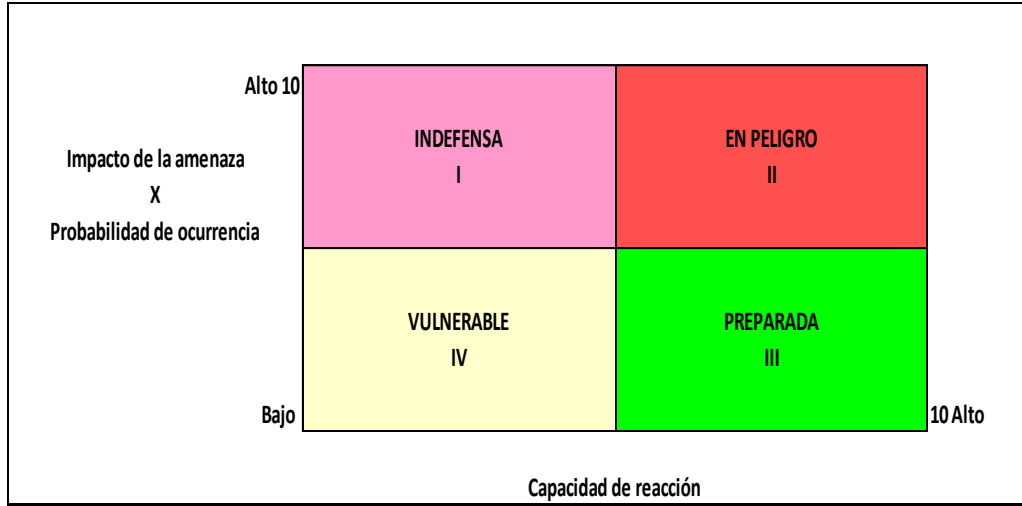 Alto 10
Impacto de la amenaza
X
Probabilidad de ocurrencia
INDEFENSA
I
EN PELIGRO
II
VULNERABLE
IV
PREPARADA
III
Bajo
10 Alto
Capacidad de reacción